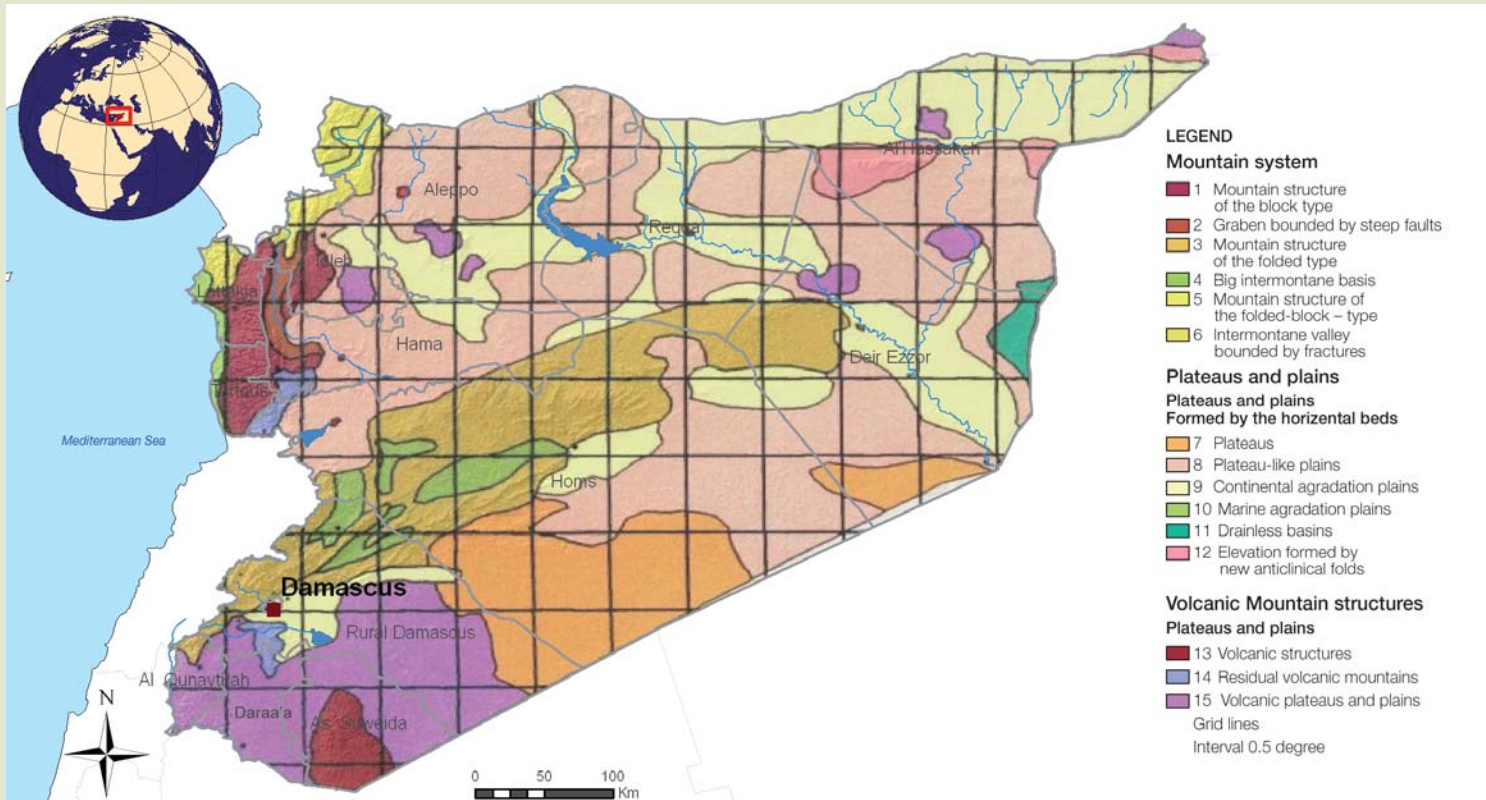 Aleppo
Al Hassakeh
Reqqa
Idleb
Lattakia
Hama
Deir Ezzor
Tartous
Mediterranean Sea
Homs
Damascus
Rural Damascus
Al Qunaytirah
N
Daraa'a
As Suweida
0 50 100
Km
LEGEND
Mountain system
1 Mountain structure
of the block type
2 Graben bounded by steep faults
3 Mountain structure
of the folded type
4 Big intermontane basis
5 Mountain structure of
the folded-block – type
6 Intermontane valley
bounded by fractures
Plateaus and plains
Plateaus and plains
Formed by the horizental beds
7 Plateaus
8 Plateau-like plains
9 Continental agradation plains
10 Marine agradation plains
11 Drainless basins
12 Elevation formed by
new anticlinical folds
Volcanic Mountain structures
Plateaus and plains
13 Volcanic structures
14 Residual volcanic mountains
15 Volcanic plateaus and plains
Grid lines
Interval 0.5 degree